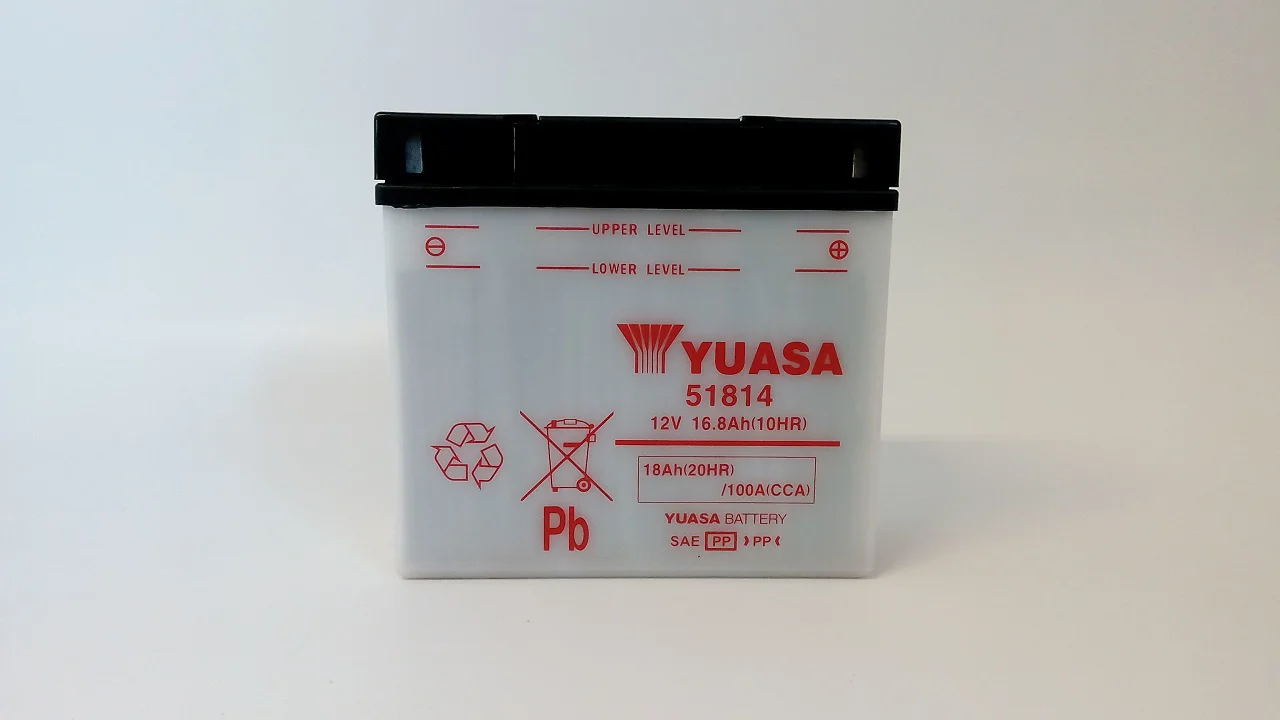 UPPER LEVEL
LOWER LEVEL
YUASA
51814
12V 16.8Ah(10HR)
18Ah(20HR)
/100A(CCA)
Pb
YUASA BATTERY
SAE PP >PP<